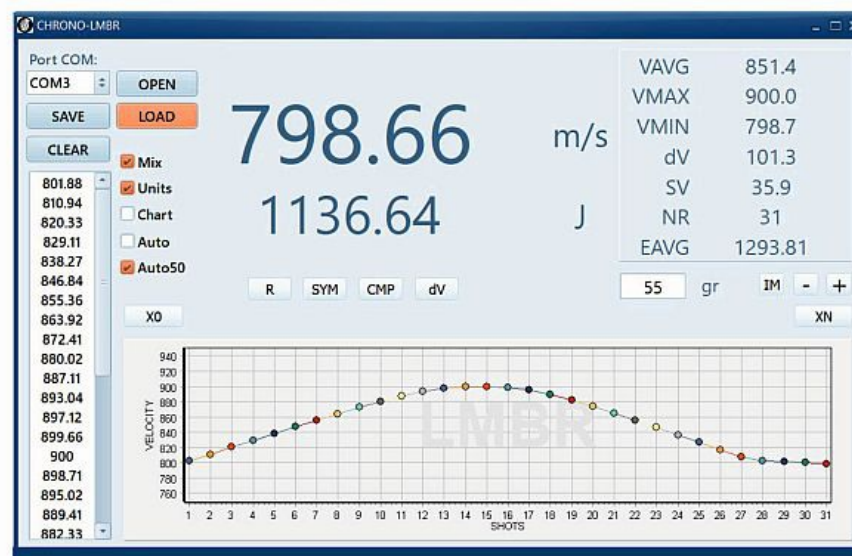 CHRONO-LMBR
Port COM:
COM3
OPEN
SAVE
LOAD
CLEAR
Mix
Units
Chart
Auto
Auto50
801.88
810.94
820.33
829.11
838.27
846.84
855.36
863.92
872.41
880.02
887.11
893.04
897.12
899.66
900
898.71
895.02
889.41
882.33
798.66 m/s
1136.64 J
R SYM CMP dV
X0
VAVG 851.4
VMAX 900.0
VMIN 798.7
dV 101.3
SV 35.9
NR 31
EAVG 1293.81
55 gr IM - +
XN
VELOCITY
940
920
900
880
860
840
820
800
780
760
LMBR
1 2 3 4 5 6 7 8 9 10 11 12 13 14 15 16 17 18 19 20 21 22 23 24 25 26 27 28 29 30 31
SHOTS